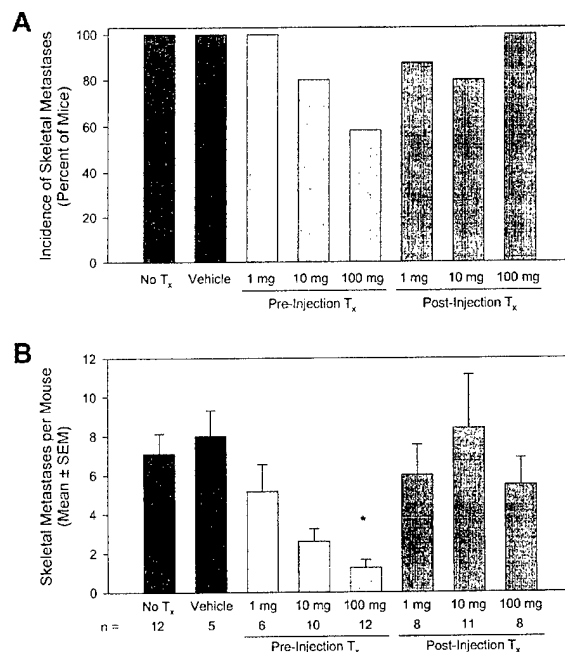 A
Incidence of Skeletal Metastases
(Percent of Mice)
100
80
60
40
20
0
No Tx Vehicle 1 mg 10 mg 100 mg 1 mg 10 mg 100 mg
Pre-Injection Tx Post-Injection Tx
B
Skeletal Metastases per Mouse
(Mean ± SEM)
12
10
8
6
4
2
0
*
No Tx Vehicle 1 mg 10 mg 100 mg 1 mg 10 mg 100 mg
n = 12 5 6 10 12 8 11 8
Pre-Injection Tx Post-Injection Tx